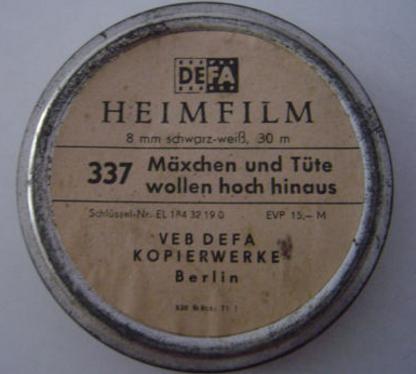 DEFA
HEIMFILM
8 mm schwarz-weiß, 30 m
337 Mäxchen und Tüte
wollen hoch hinaus
Schlüssel-Nr. EL 184 32 19 0 EVP 15,– M
VEB DEFA
KOPIERWERKE
Berlin